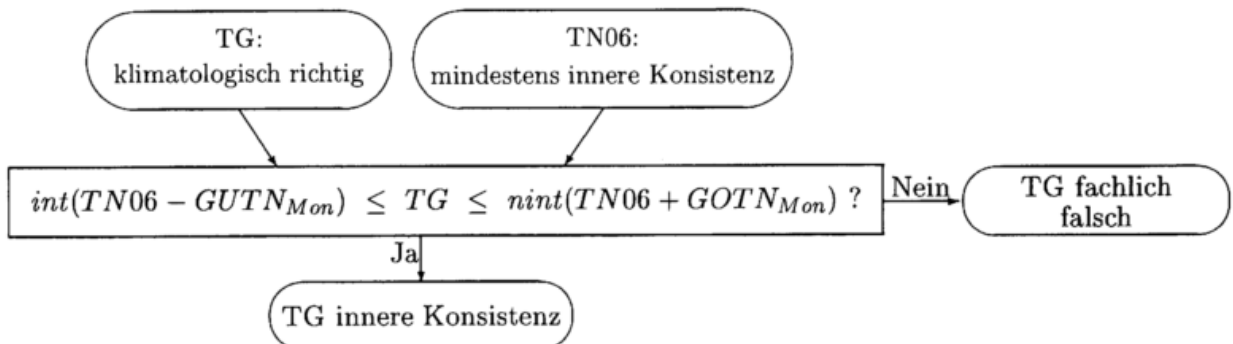 TG:
klimatologisch richtig
TN06:
mindestens innere Konsistenz
int(TN06 − GUTN_Mon) ≤ TG ≤ nint(TN06 + GOTN_Mon) ?
Nein
TG fachlich
falsch
Ja
TG innere Konsistenz